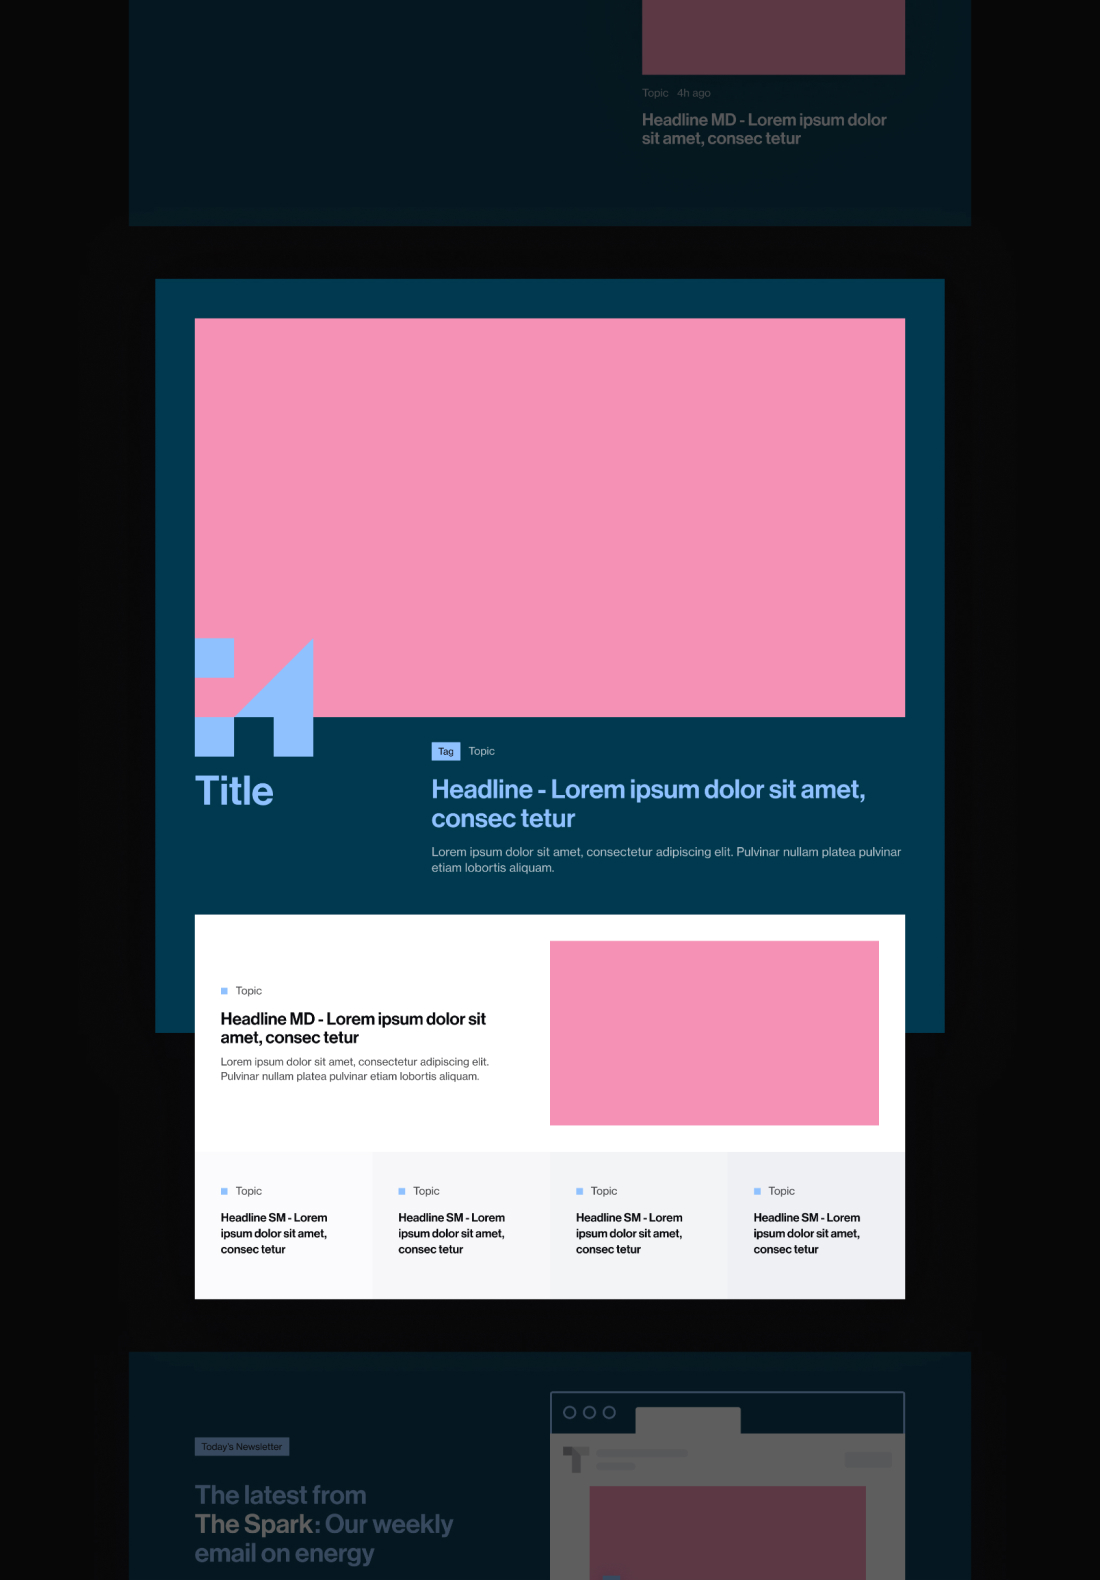 Topic 4h ago
Headline MD - Lorem ipsum dolor
sit amet, consec tetur
Title
Tag Topic
Headline - Lorem ipsum dolor sit amet,
consec tetur
Lorem ipsum dolor sit amet, consectetur adipiscing elit. Pulvinar nullam platea pulvinar
etiam lobortis aliquam.
Topic
Headline MD - Lorem ipsum dolor sit
amet, consec tetur
Lorem ipsum dolor sit amet, consectetur adipiscing elit.
Pulvinar nullam platea pulvinar etiam lobortis aliquam.
Topic
Headline SM - Lorem
ipsum dolor sit amet,
consec tetur
Topic
Headline SM - Lorem
ipsum dolor sit amet,
consec tetur
Topic
Headline SM - Lorem
ipsum dolor sit amet,
consec tetur
Topic
Headline SM - Lorem
ipsum dolor sit amet,
consec tetur
Today's Newsletter
The latest from
The Spark: Our weekly
email on energy